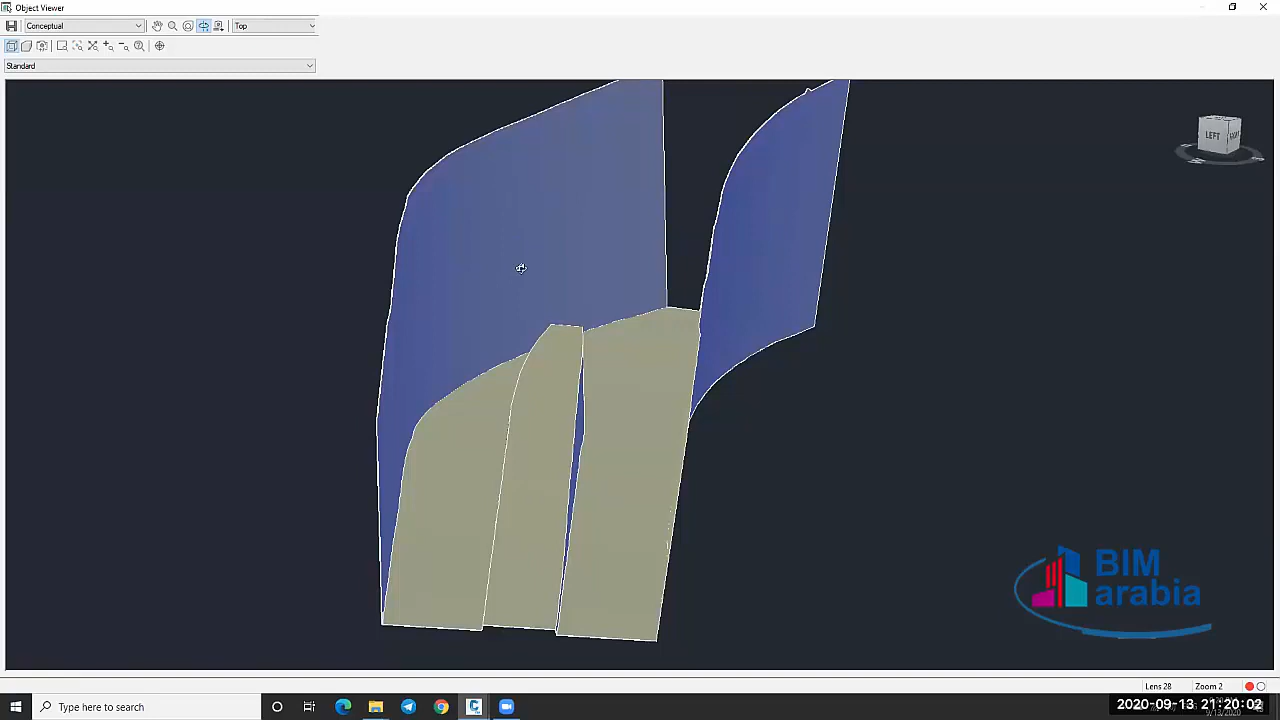 Object Viewer
Conceptual
Top
Standard
LEFT
BIM
arabia
Lens 28
Zoom 2
Type here to search
2020-09-13 21:20:02